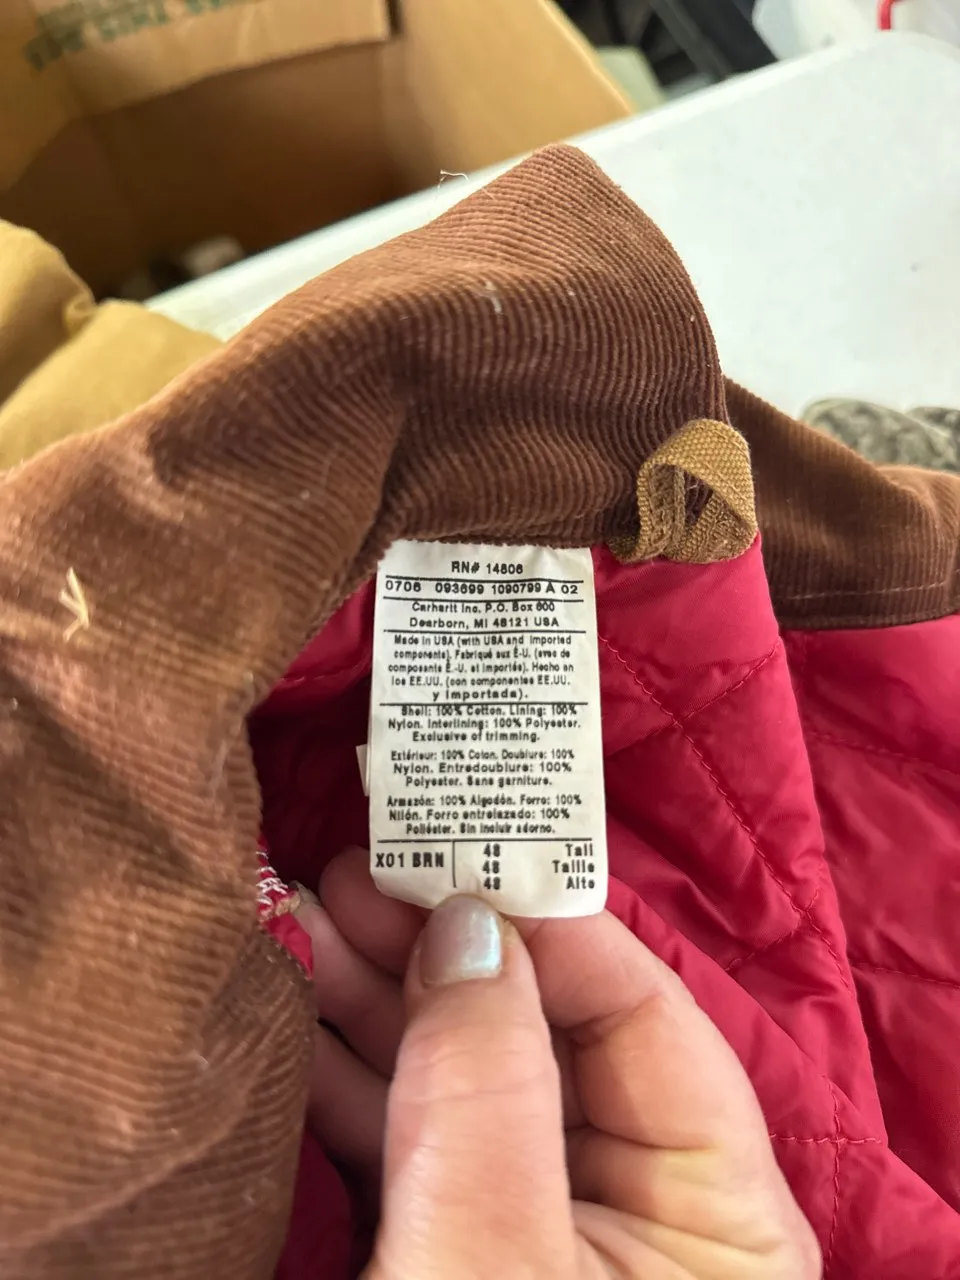 RN# 14806
0706 093699 1090799 A 02
Carhartt Inc. P.O. Box 600
Dearborn, MI 48121 USA
Made in USA (with USA and imported
components). Fabriqué aux É-U. (avec de
composants É.-U. et importés). Hecho en
los EE.UU. (con componentes EE.UU.
y importada).
Shell: 100% Cotton. Lining: 100%
Nylon. Interlining: 100% Polyester.
Exclusive of trimming.
Extérieur: 100% Coton. Doublure: 100%
Nylon. Entredoublure: 100%
Polyester. Sans garniture.
Armazón: 100% Algodón. Forro: 100%
Nilón. Forro entrelazado: 100%
Poliéster. Sin incluir adorno.
X01 BRN
48 Tall
48 Taille
48 Alto